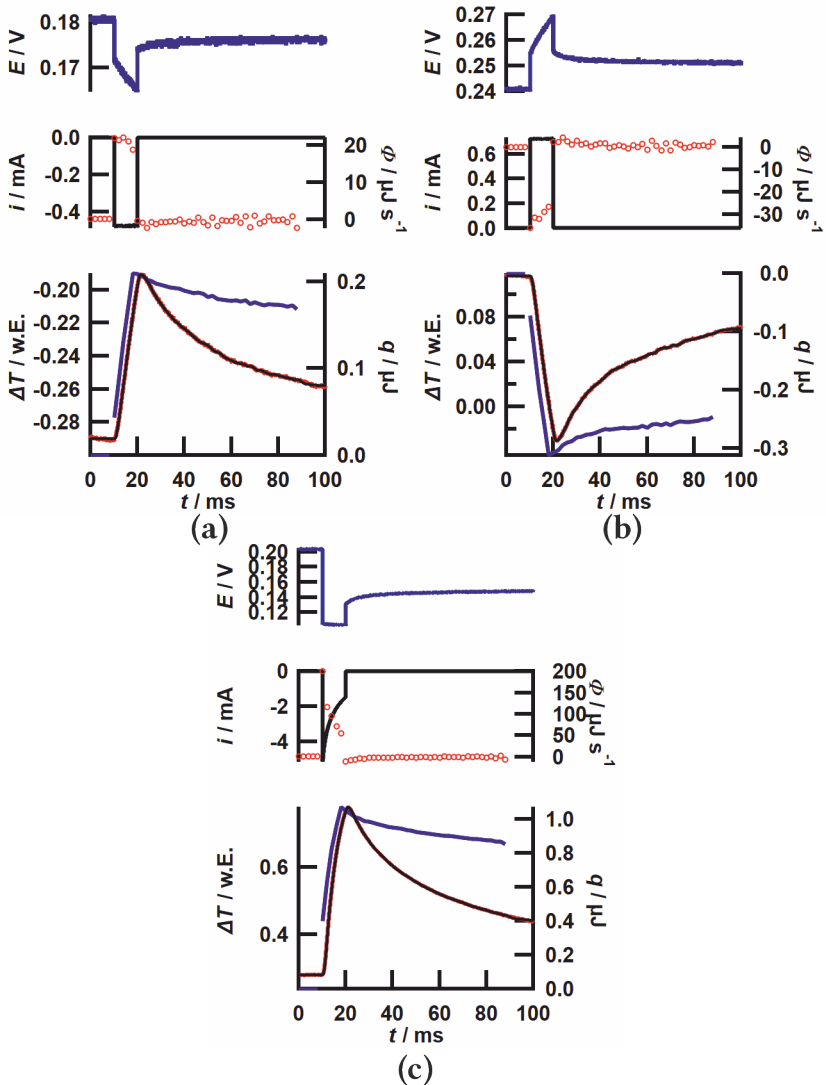 0.18
0.17
E / V
0.0
-0.2
-0.4
i / mA
20
10
0
Φ / µJ s⁻¹
-0.20
-0.22
-0.24
-0.26
-0.28
ΔT / w.E.
0.2
0.1
0.0
q / µJ
0 20 40 60 80 100
t / ms
(a)
0.27
0.26
0.25
0.24
E / V
0.6
0.4
0.2
0.0
i / mA
0
-10
-20
-30
Φ / µJ s⁻¹
0.08
0.04
0.00
ΔT / w.E.
0.0
-0.1
-0.2
-0.3
q / µJ
0 20 40 60 80 100
t / ms
(b)
0.20
0.16
0.14
0.12
E / V
0
-2
-4
i / mA
200
150
100
50
0
Φ / µJ s⁻¹
0.6
0.4
ΔT / w.E.
1.0
0.8
0.6
0.4
0.2
0.0
q / µJ
0 20 40 60 80 100
t / ms
(c)